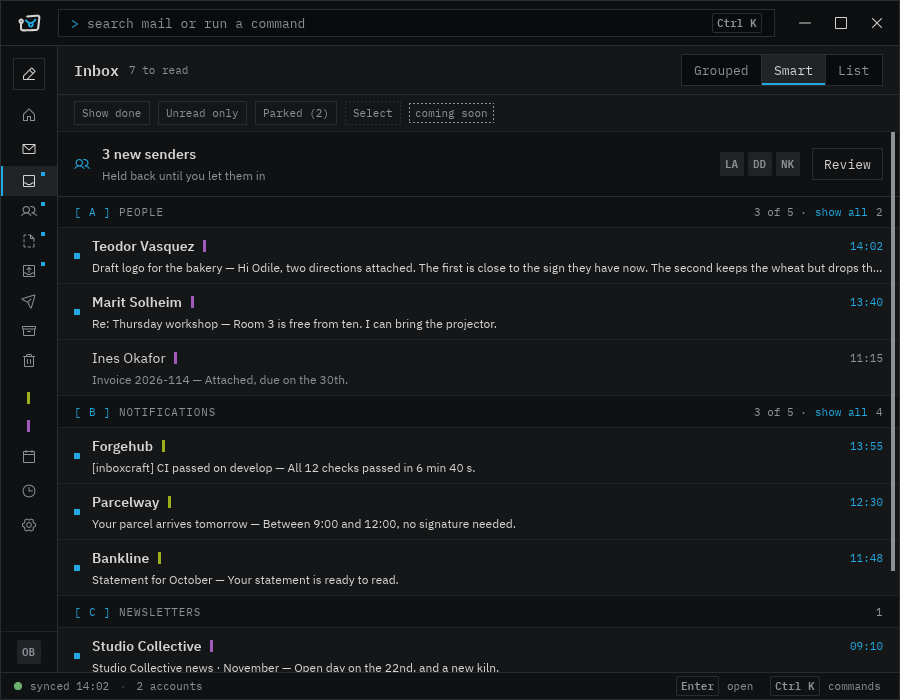 > search mail or run a command Ctrl K
Inbox 7 to read Grouped Smart List
Show done Unread only Parked (2) Select coming soon
3 new senders
Held back until you let them in LA DD NK Review
[ A ] PEOPLE 3 of 5 · show all 2
Teodor Vasquez 14:02
Draft logo for the bakery — Hi Odile, two directions attached. The first is close to the sign they have now. The second keeps the wheat but drops th…
Marit Solheim 13:40
Re: Thursday workshop — Room 3 is free from ten. I can bring the projector.
Ines Okafor 11:15
Invoice 2026-114 — Attached, due on the 30th.
[ B ] NOTIFICATIONS 3 of 5 · show all 4
Forgehub 13:55
[inboxcraft] CI passed on develop — All 12 checks passed in 6 min 40 s.
Parcelway 12:30
Your parcel arrives tomorrow — Between 9:00 and 12:00, no signature needed.
Bankline 11:48
Statement for October — Your statement is ready to read.
[ C ] NEWSLETTERS 1
Studio Collective 09:10
Studio Collective news · November — Open day on the 22nd, and a new kiln.
OB
synced 14:02 · 2 accounts Enter open Ctrl K commands